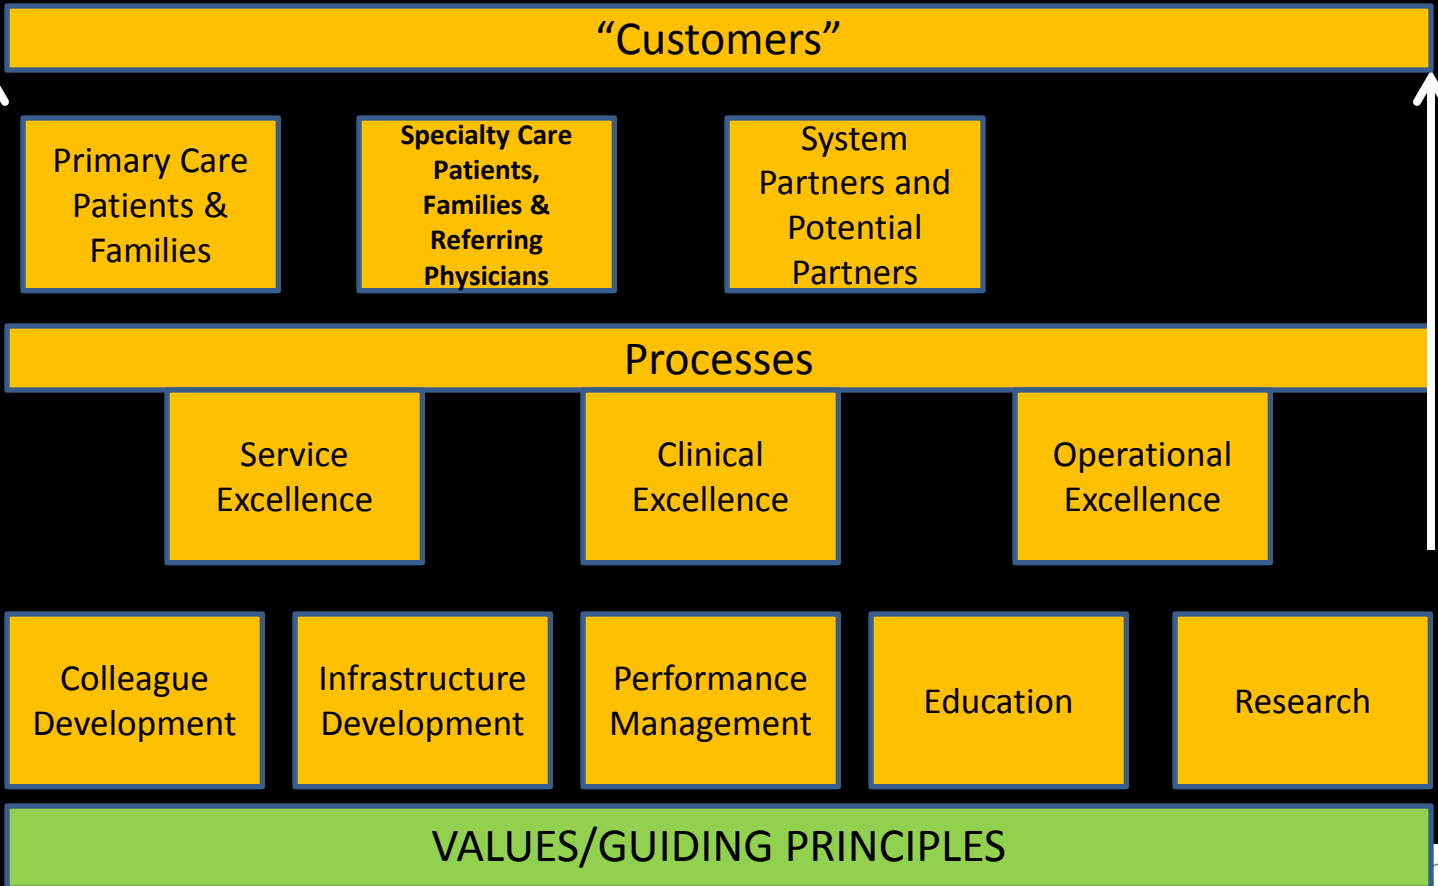 “Customers”
Primary Care
Patients &
Families
Specialty Care
Patients,
Families &
Referring
Physicians
System
Partners and
Potential
Partners
Processes
Service
Excellence
Clinical
Excellence
Operational
Excellence
Colleague
Development
Infrastructure
Development
Performance
Management
Education
Research
VALUES/GUIDING PRINCIPLES